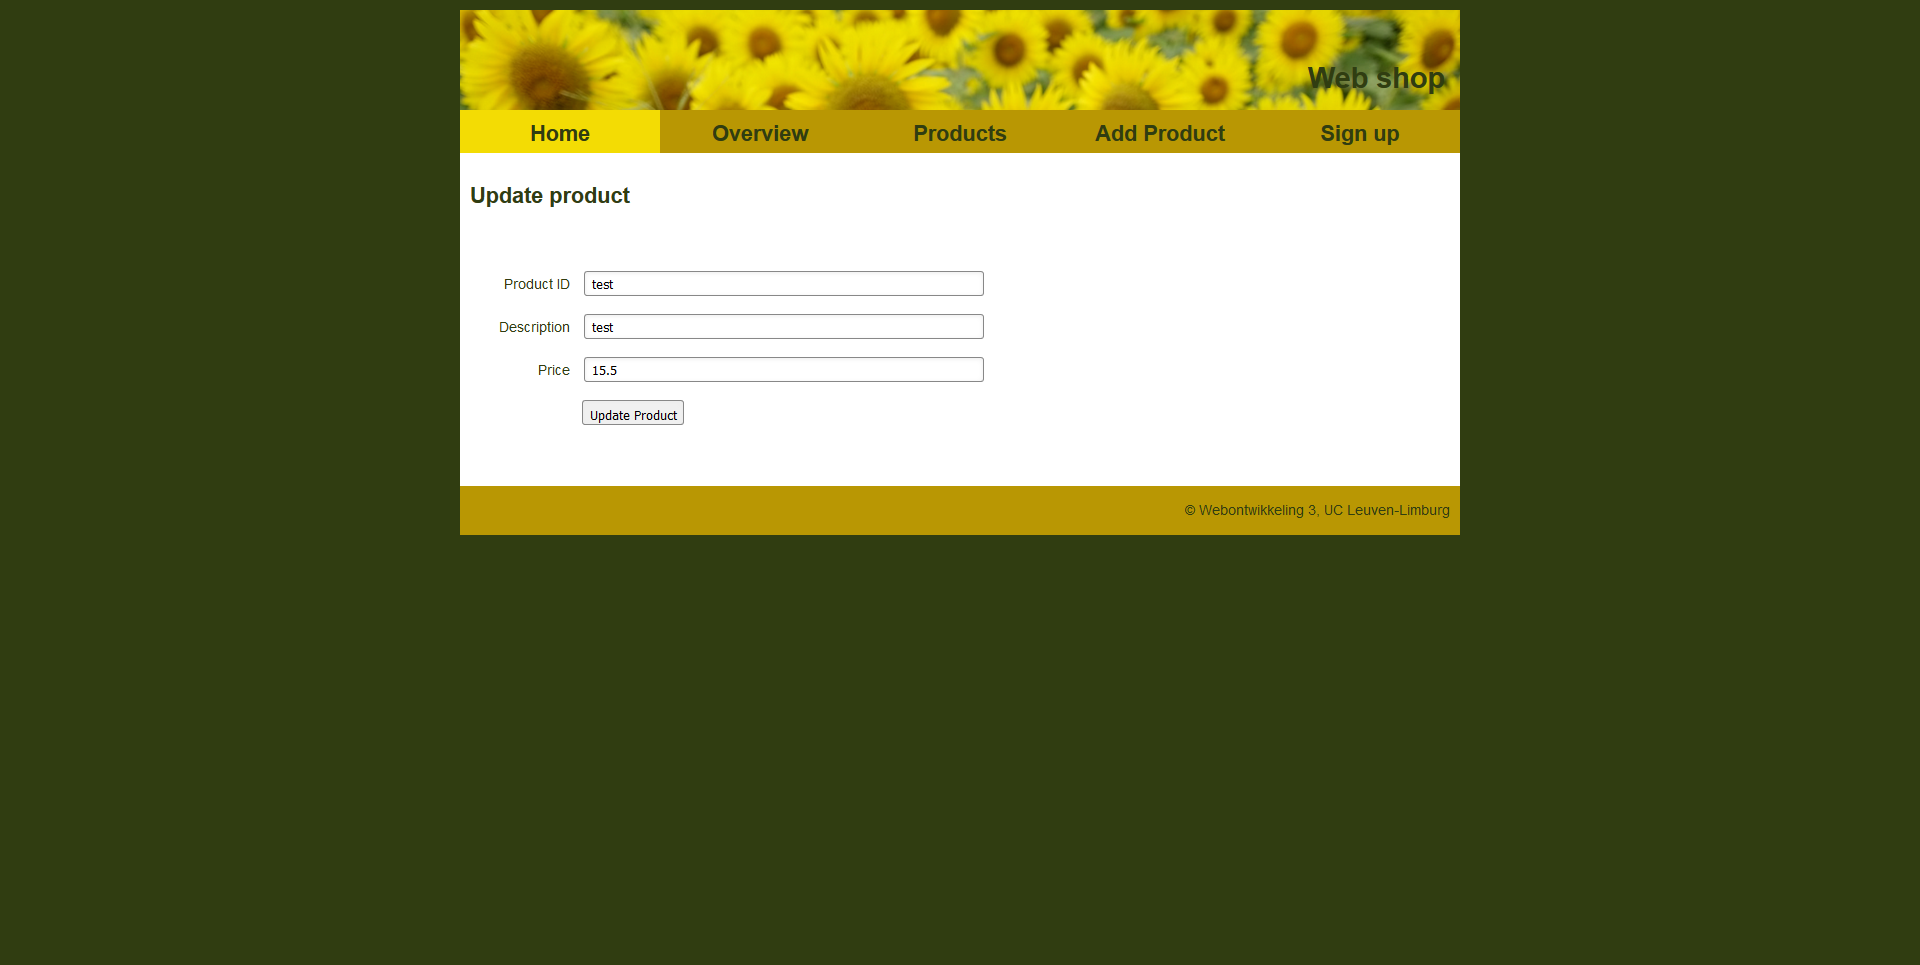 Web shop
Home Overview Products Add Product Sign up
Update product
Product ID test
Description test
Price 15.5
Update Product
© Webontwikkeling 3, UC Leuven-Limburg